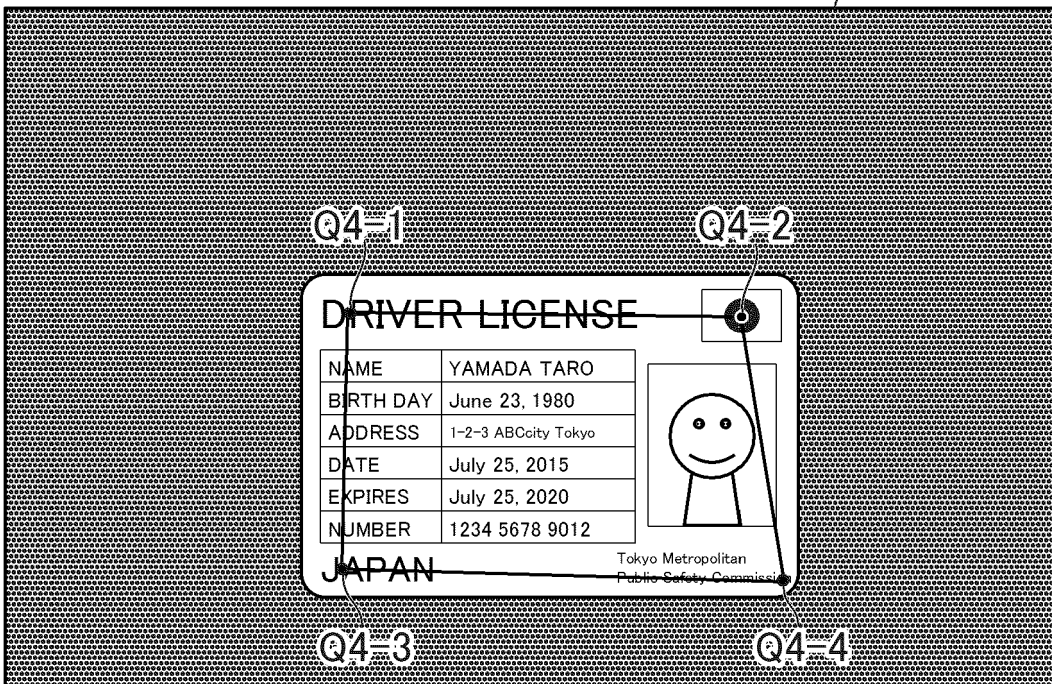 Q4-1 Q4-2
DRIVER LICENSE
NAME YAMADA TARO
BIRTH DAY June 23, 1980
ADDRESS 1-2-3 ABCcity Tokyo
DATE July 25, 2015
EXPIRES July 25, 2020
NUMBER 1234 5678 9012
JAPAN
Tokyo Metropolitan
Public Safety Commission
Q4-3 Q4-4